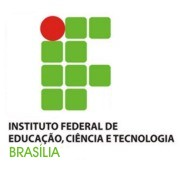 INSTITUTO FEDERAL DE
EDUCAÇÃO, CIÊNCIA E TECNOLOGIA
BRASÍLIA